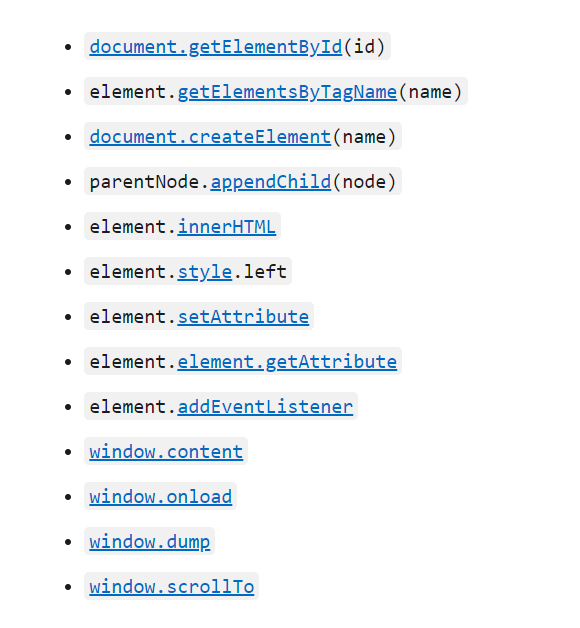 document.getElementById(id)
element.getElementsByTagName(name)
document.createElement(name)
parentNode.appendChild(node)
element.innerHTML
element.style.left
element.setAttribute
element.element.getAttribute
element.addEventListener
window.content
window.onload
window.dump
window.scrollTo